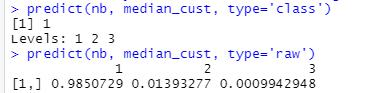 > predict(nb, median_cust, type='class')
[1] 1
Levels: 1 2 3
> predict(nb, median_cust, type='raw')
1 2 3
[1,] 0.9850729 0.01393277 0.0009942948